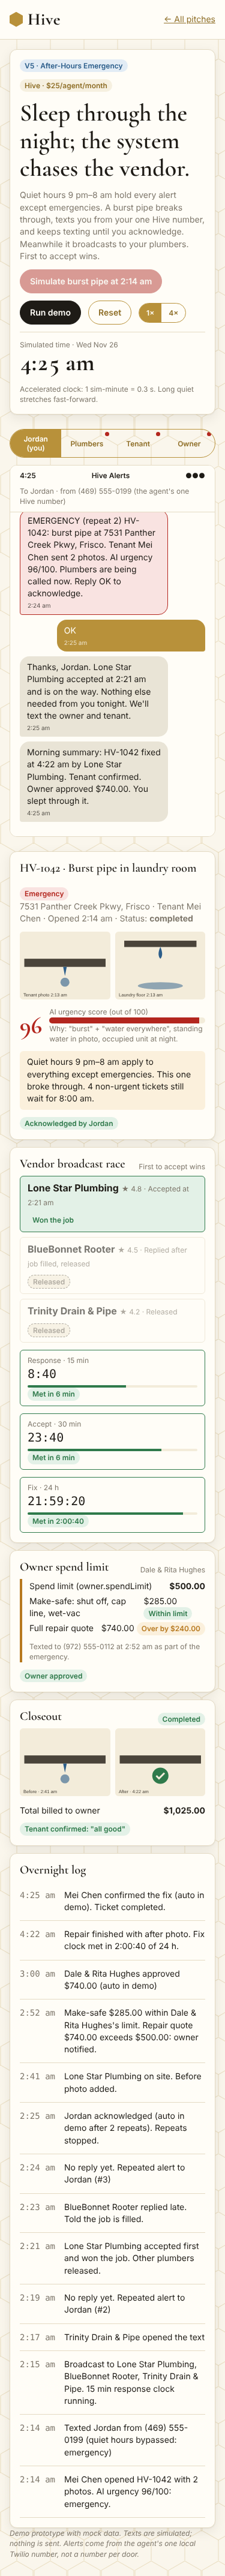 Hive
← All pitches
V5 · After-Hours Emergency
Hive · $25/agent/month
Sleep through the
night; the system
chases the vendor.
Quiet hours 9 pm–8 am hold every alert
except emergencies. A burst pipe breaks
through, texts you from your one Hive number,
and keeps texting until you acknowledge.
Meanwhile it broadcasts to your plumbers.
First to accept wins.
Simulate burst pipe at 2:14 am
Run demo
Reset
1×
4×
Simulated time · Wed Nov 26
4:25 am
Accelerated clock: 1 sim-minute = 0.3 s. Long quiet
stretches fast-forward.
Jordan
(you)
Plumbers
Tenant
Owner
4:25
Hive Alerts
To Jordan · from (469) 555-0199 (the agent's one
Hive number)
EMERGENCY (repeat 2) HV-
1042: burst pipe at 7531 Panther
Creek Pkwy, Frisco. Tenant Mei
Chen sent 2 photos. AI urgency
96/100. Plumbers are being
called now. Reply OK to
acknowledge.
2:24 am
OK
2:25 am
Thanks, Jordan. Lone Star
Plumbing accepted at 2:21 am
and is on the way. Nothing else
needed from you tonight. We'll
text the owner and tenant.
2:25 am
Morning summary: HV-1042 fixed
at 4:22 am by Lone Star
Plumbing. Tenant confirmed.
Owner approved $740.00. You
slept through it.
4:25 am
HV-1042 · Burst pipe in laundry room
Emergency
7531 Panther Creek Pkwy, Frisco · Tenant Mei
Chen · Opened 2:14 am · Status: completed
Tenant photo 2:13 am
Laundry floor 2:13 am
96
AI urgency score (out of 100)
Why: "burst" + "water everywhere", standing
water in photo, occupied unit at night.
Quiet hours 9 pm–8 am apply to
everything except emergencies. This one
broke through. 4 non-urgent tickets still
wait for 8:00 am.
Acknowledged by Jordan
Vendor broadcast race
First to accept wins
Lone Star Plumbing ★ 4.8 · Accepted at
2:21 am
Won the job
BlueBonnet Rooter ★ 4.5 · Replied after
job filled, released
Released
Trinity Drain & Pipe ★ 4.2 · Released
Released
Response · 15 min
8:40
Met in 6 min
Accept · 30 min
23:40
Met in 6 min
Fix · 24 h
21:59:20
Met in 2:00:40
Owner spend limit
Dale & Rita Hughes
Spend limit (owner.spendLimit) $500.00
Make-safe: shut off, cap
line, wet-vac
$285.00
Within limit
Full repair quote $740.00 Over by $240.00
Texted to (972) 555-0112 at 2:52 am as part of the
emergency.
Owner approved
Closeout
Completed
Before · 2:41 am
After · 4:22 am
Total billed to owner $1,025.00
Tenant confirmed: "all good"
Overnight log
4:25 am Mei Chen confirmed the fix (auto in
demo). Ticket completed.
4:22 am Repair finished with after photo. Fix
clock met in 2:00:40 of 24 h.
3:00 am Dale & Rita Hughes approved
$740.00 (auto in demo)
2:52 am Make-safe $285.00 within Dale &
Rita Hughes's limit. Repair quote
$740.00 exceeds $500.00: owner
notified.
2:41 am Lone Star Plumbing on site. Before
photo added.
2:25 am Jordan acknowledged (auto in
demo after 2 repeats). Repeats
stopped.
2:24 am No reply yet. Repeated alert to
Jordan (#3)
2:23 am BlueBonnet Rooter replied late.
Told the job is filled.
2:21 am Lone Star Plumbing accepted first
and won the job. Other plumbers
released.
2:19 am No reply yet. Repeated alert to
Jordan (#2)
2:17 am Trinity Drain & Pipe opened the text
2:15 am Broadcast to Lone Star Plumbing,
BlueBonnet Rooter, Trinity Drain &
Pipe. 15 min response clock
running.
2:14 am Texted Jordan from (469) 555-
0199 (quiet hours bypassed:
emergency)
2:14 am Mei Chen opened HV-1042 with 2
photos. AI urgency 96/100:
emergency.
Demo prototype with mock data. Texts are simulated;
nothing is sent. Alerts come from the agent's one local
Twilio number, not a number per door.